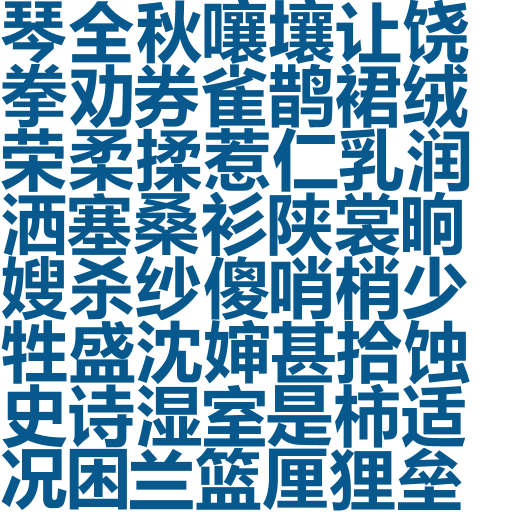 琴全秋嚷壤让饶
拳劝券雀鹊裙绒
荣柔揉惹仁乳润
洒塞桑衫陕裳晌
嫂杀纱傻哨梢少
牲盛沈婶甚拾蚀
史诗湿室是柿适
况困兰篮厘狸垒